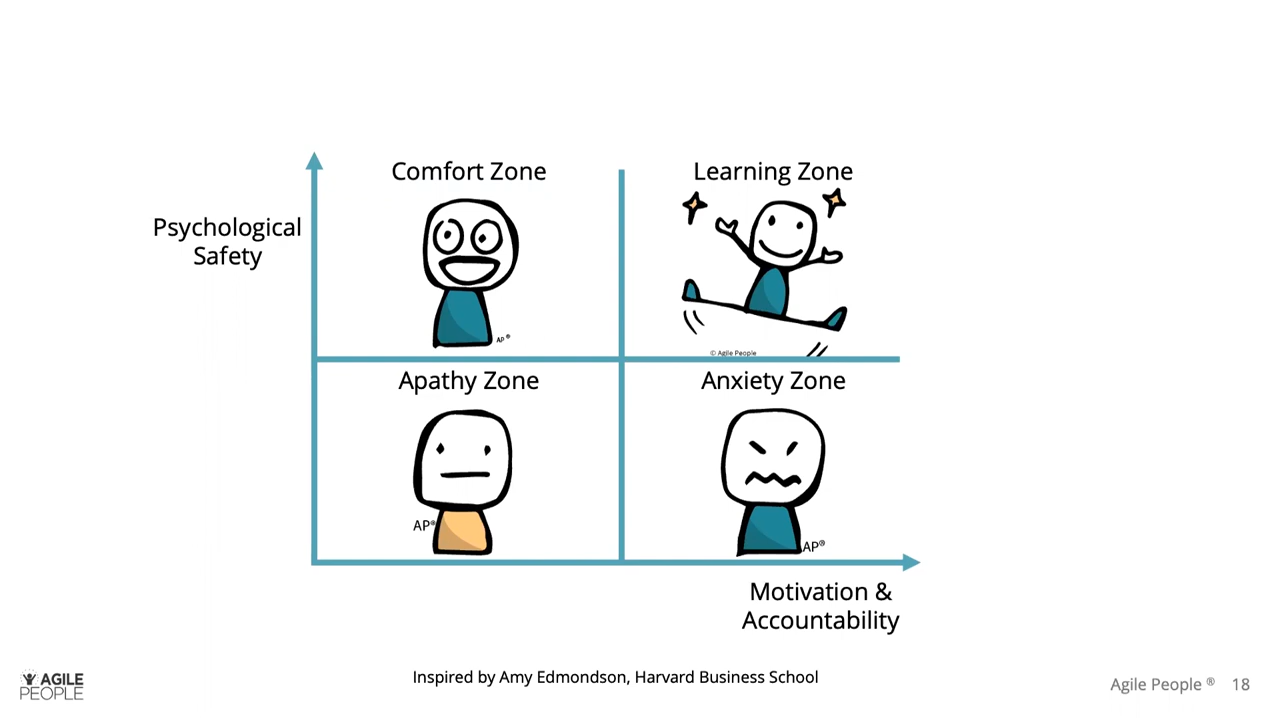 Comfort Zone
Learning Zone
Psychological
Safety
AP®
© Agile People
Apathy Zone
Anxiety Zone
AP®
AP®
Motivation &
Accountability
Inspired by Amy Edmondson, Harvard Business School
AGILE
PEOPLE
Agile People ® 18